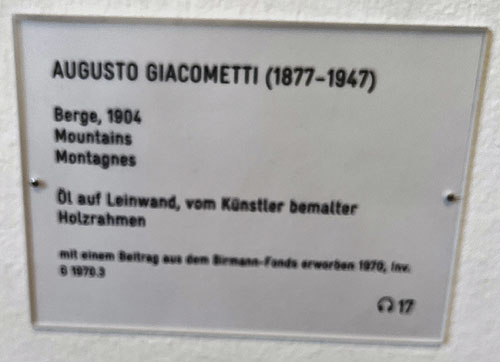 AUGUSTO GIACOMETTI (1877–1947)
Berge, 1904
Mountains
Montagnes
Öl auf Leinwand, vom Künstler bemalter
Holzrahmen
mit einem Beitrag aus dem Birmann-Fonds erworben 1970, Inv.
G 1970.3
17